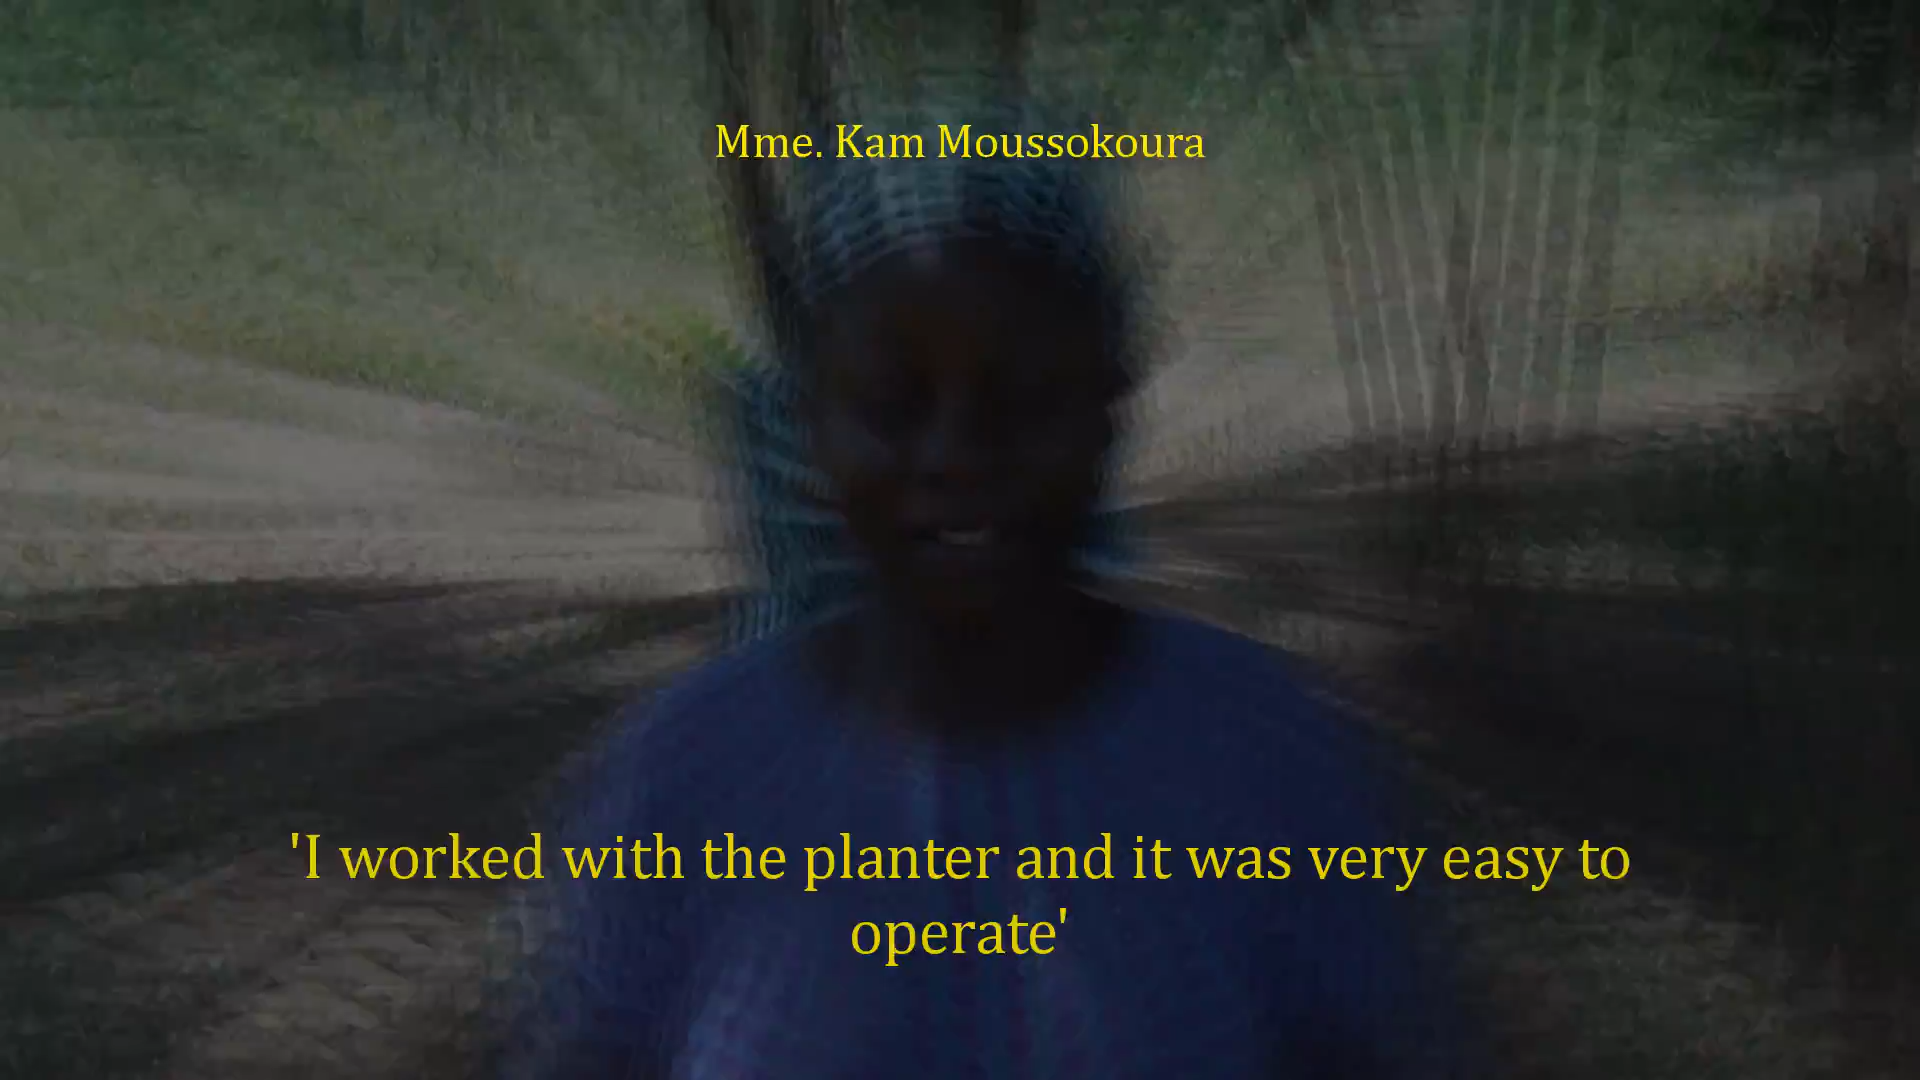 Mme. Kam Moussokoura
'I worked with the planter and it was very easy to
operate'